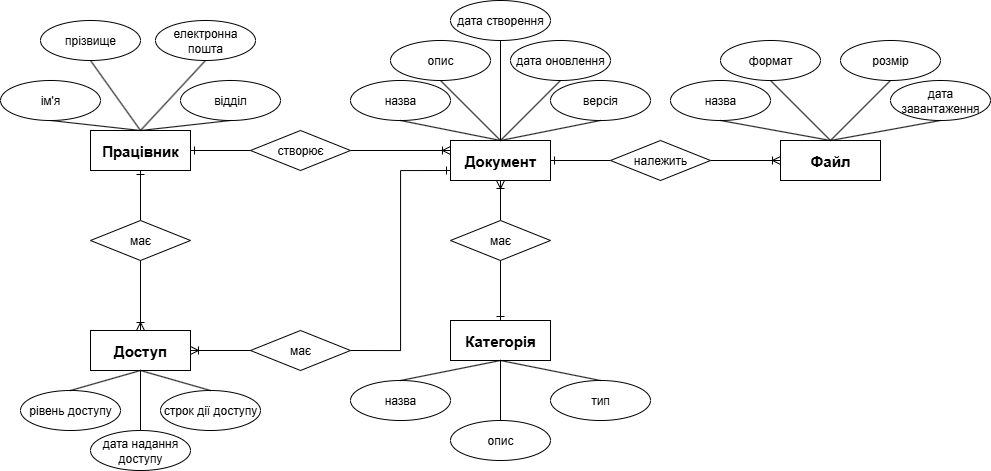 дата створення
прізвище
електронна
пошта
опис
дата оновлення
формат
розмір
ім'я
відділ
назва
версія
назва
дата
завантаження
Працівник
створює
Документ
належить
Файл
має
має
Доступ
має
Категорія
рівень доступу
строк дії доступу
назва
тип
дата надання
доступу
опис